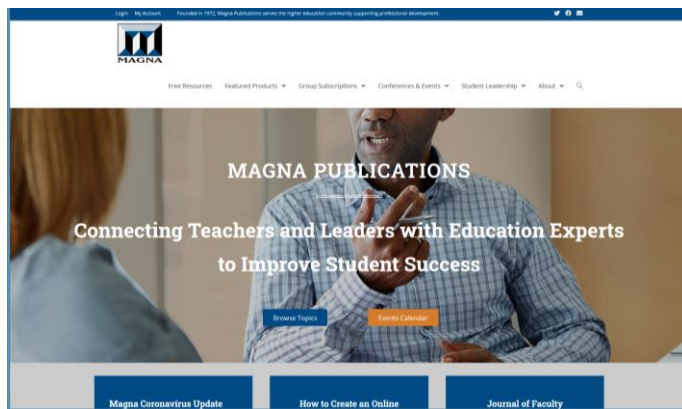 Login My Account Founded in 1972, Magna Publications serves the higher education community supporting professional development.
MAGNA
Free Resources Featured Products Group Subscriptions Conferences & Events Student Leadership About
MAGNA PUBLICATIONS
Connecting Teachers and Leaders with Education Experts
to Improve Student Success
Browse Topics Events Calendar
Magna Coronavirus Update How to Create an Online Journal of Faculty